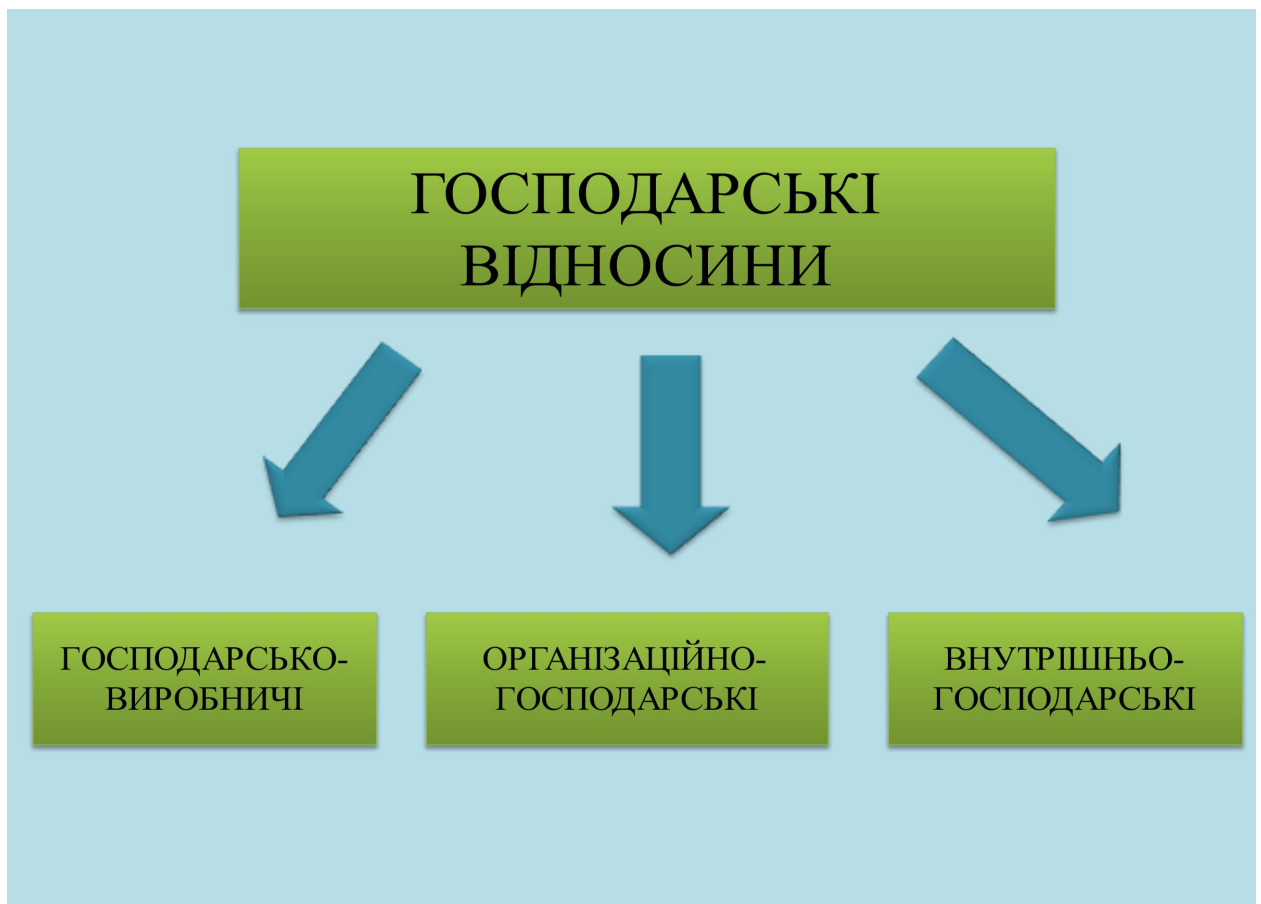 ГОСПОДАРСЬКІ
ВІДНОСИНИ
ГОСПОДАРСЬКО-
ВИРОБНИЧІ
ОРГАНІЗАЦІЙНО-
ГОСПОДАРСЬКІ
ВНУТРІШНЬО-
ГОСПОДАРСЬКІ